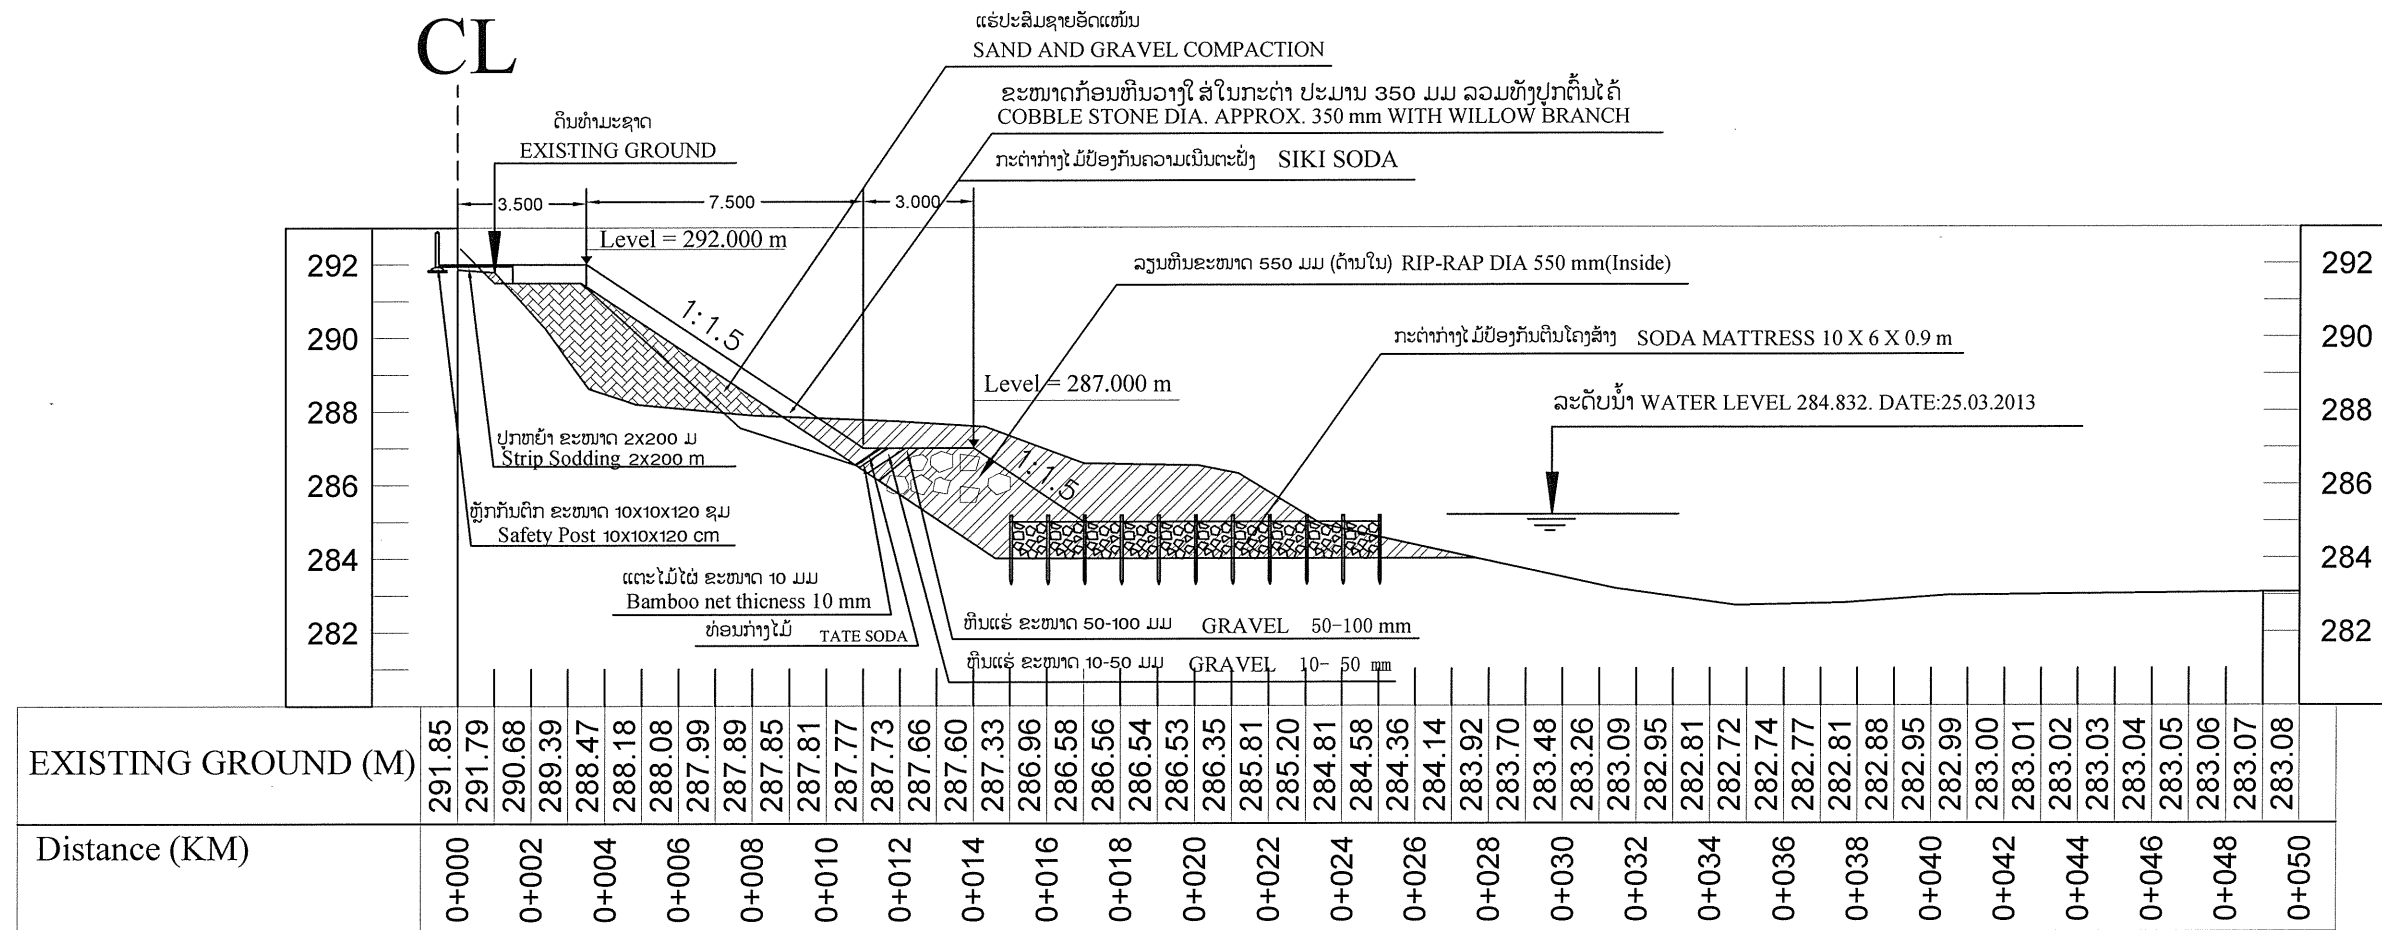 CL
ແຮ່ປະສົມຊາຍອັດແໜ້ນ
SAND AND GRAVEL COMPACTION
ຂະໜາດກ້ອນຫີນວາງໃສ່ໃນກະຕ່າ ປະມານ 350 ມມ ລວມທັງປູກຕົ້ນໄຄ້
COBBLE STONE DIA. APPROX. 350 mm WITH WILLOW BRANCH
ດິນທຳມະຊາດ
EXISTING GROUND
ກະຕ່າກ່າງໄມ້ປ້ອງກັນຄວາມເນີນຕະຝັ່ງ SIKI SODA
3.500
7.500
3.000
Level = 292.000 m
1:1.5
ລຽນຫີນຂະໜາດ 550 ມມ (ດ້ານໃນ) RIP-RAP DIA 550 mm(Inside)
ກະຕ່າກ່າງໄມ້ປ້ອງກັນຕີນໂຄງສ້າງ SODA MATTRESS 10 X 6 X 0.9 m
Level = 287.000 m
ລະດັບນ້ຳ WATER LEVEL 284.832. DATE:25.03.2013
1:1.5
292
290
288
286
284
282
292
290
288
286
284
282
ປູກຫຍ້າ ຂະໜາດ 2x200 ມ
Strip Sodding 2x200 m
ຫຼັກກັນຕົກ ຂະໜາດ 10x10x120 ຊມ
Safety Post 10x10x120 cm
ແຕະໄມ້ໄຜ່ ຂະໜາດ 10 ມມ
Bamboo net thicness 10 mm
ທ່ອນກ່າງໄມ້ TATE SODA
ຫີນແຮ່ ຂະໜາດ 50-100 ມມ GRAVEL 50-100 mm
ຫີນແຮ່ ຂະໜາດ 10-50 ມມ GRAVEL 10- 50 mm
EXISTING GROUND (M) 291.85 291.79 290.68 289.39 288.47 288.18 288.08 287.99 287.89 287.85 287.81 287.77 287.73 287.66 287.60 287.33 286.96 286.58 286.56 286.54 286.53 286.35 285.81 285.20 284.81 284.58 284.36 284.14 283.92 283.70 283.48 283.26 283.09 282.95 282.81 282.72 282.74 282.77 282.81 282.88 282.95 282.99 283.00 283.01 283.02 283.03 283.04 283.05 283.06 283.07 283.08
Distance (KM) 0+000 0+002 0+004 0+006 0+008 0+010 0+012 0+014 0+016 0+018 0+020 0+022 0+024 0+026 0+028 0+030 0+032 0+034 0+036 0+038 0+040 0+042 0+044 0+046 0+048 0+050